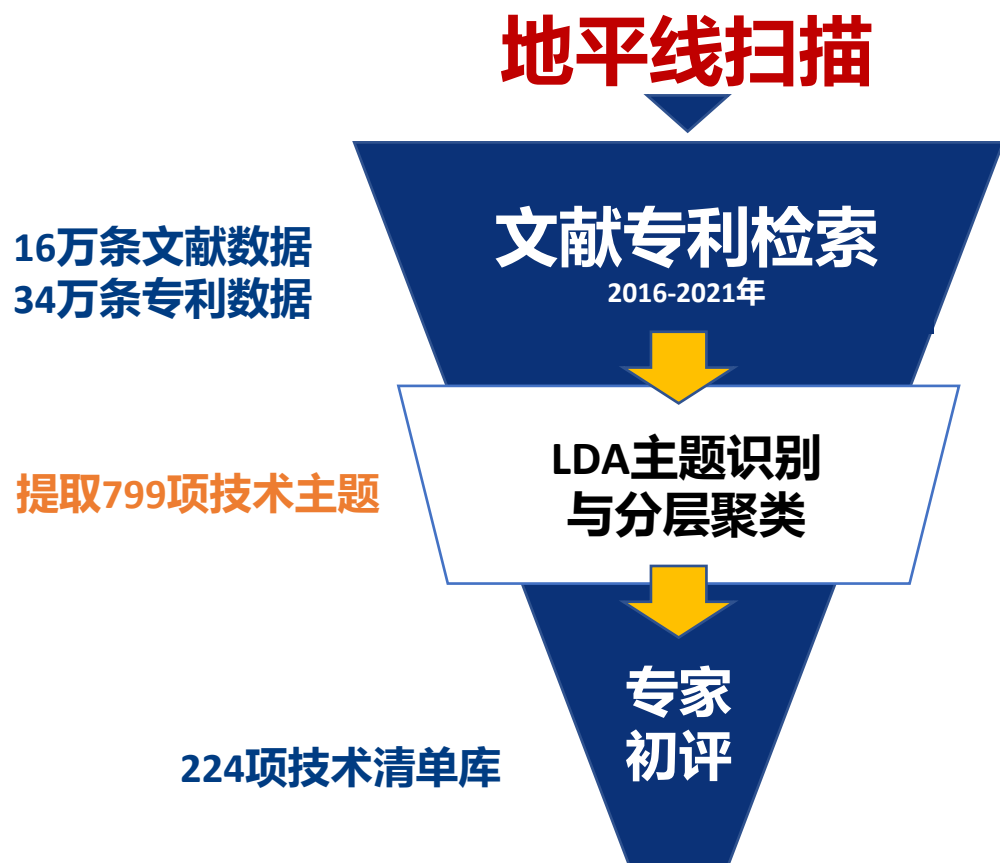 地平线扫描
16万条文献数据
34万条专利数据
文献专利检索
2016-2021年
提取799项技术主题
LDA主题识别
与分层聚类
224项技术清单库
专家
初评